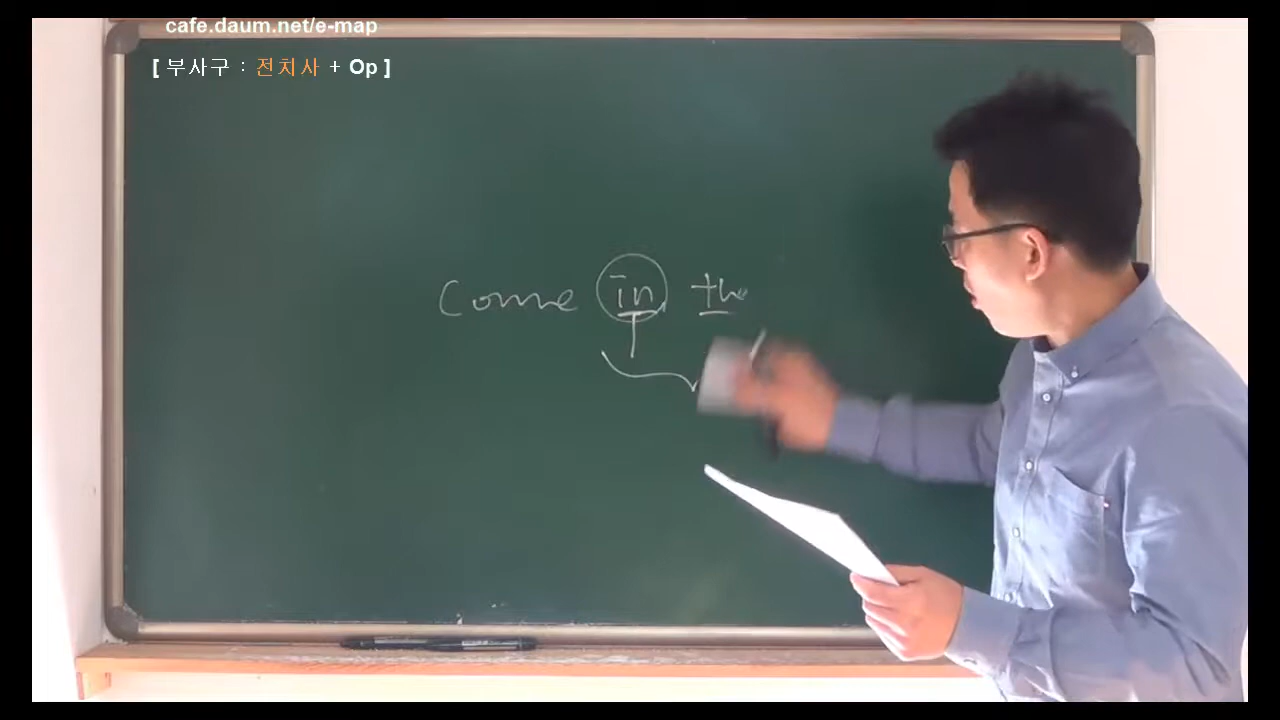 cafe.daum.net/e-map
[ 부사구 : 전치사 + Op ]
Come in the